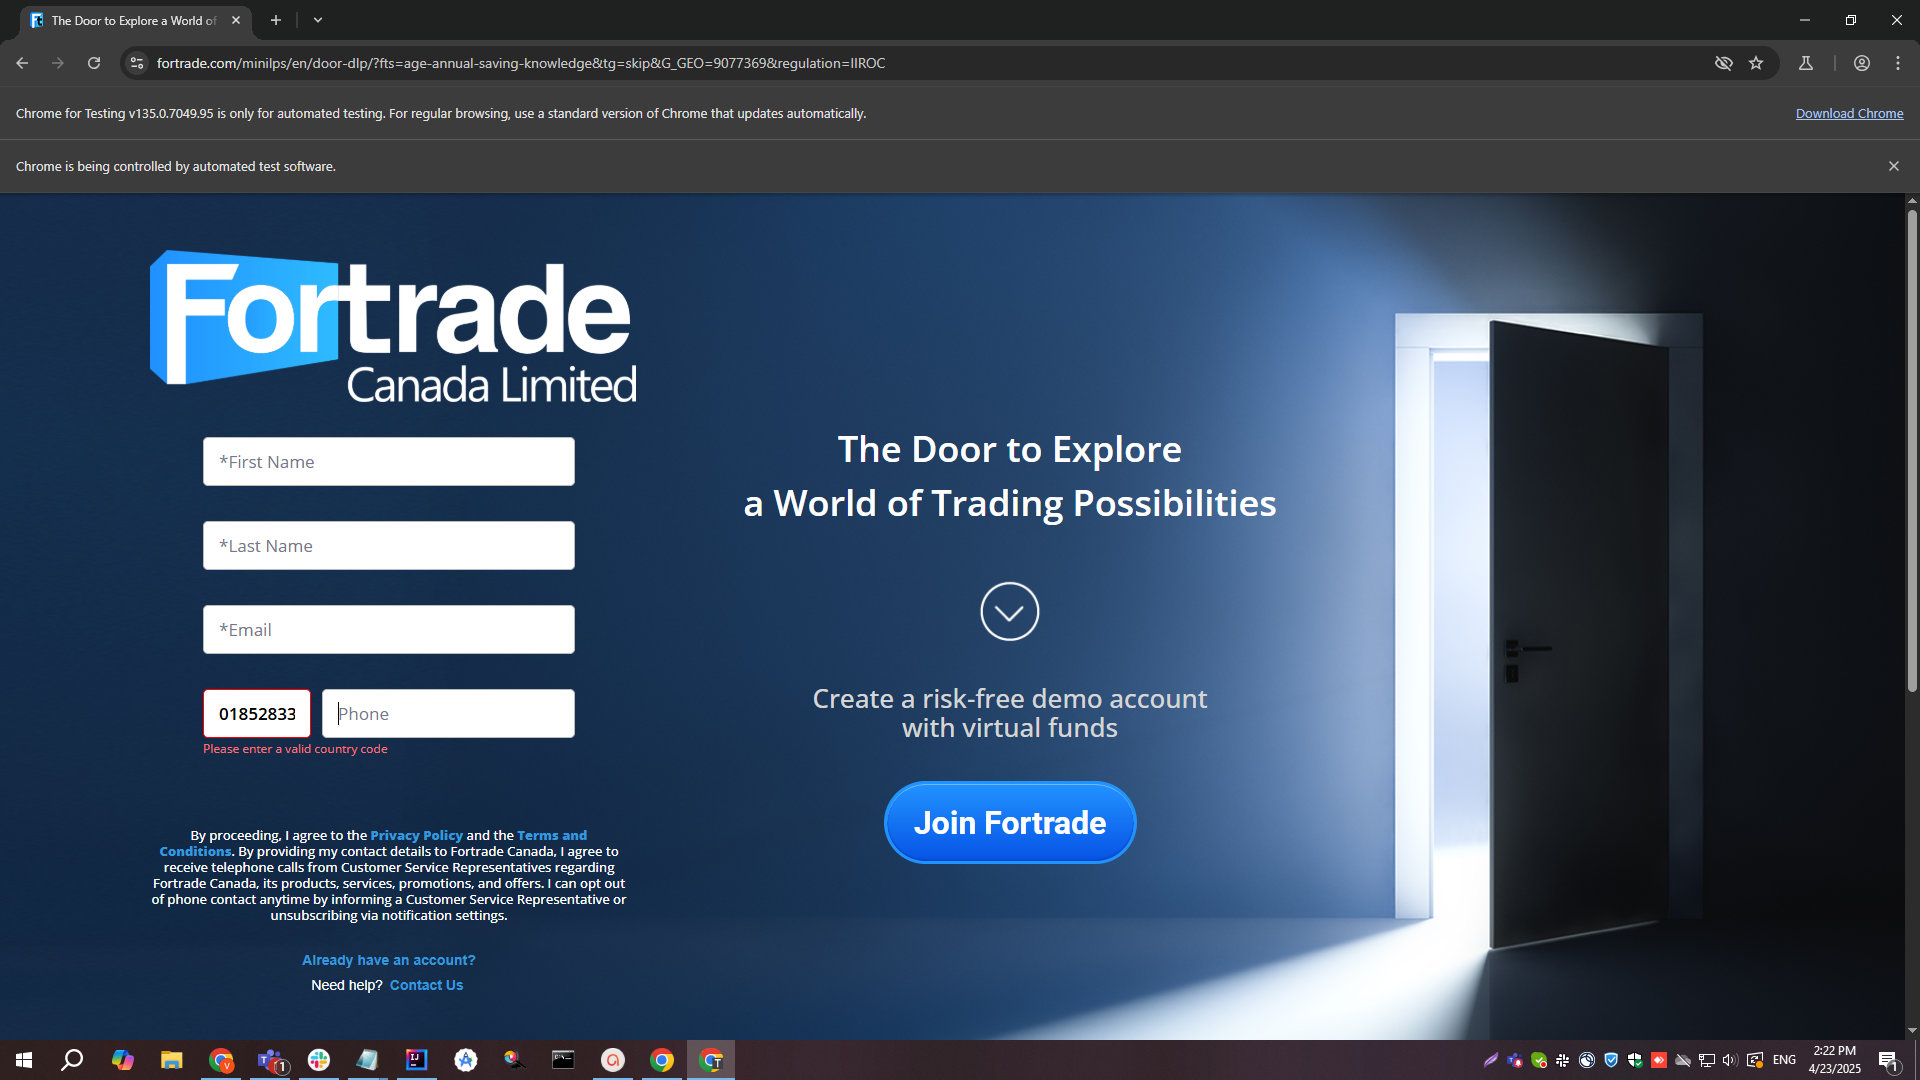 The Door to Explore a World of
fortrade.com/minilps/en/door-dlp/?fts=age-annual-saving-knowledge&tg=skip&G_GEO=9077369&regulation=IIROC
Chrome for Testing v135.0.7049.95 is only for automated testing. For regular browsing, use a standard version of Chrome that updates automatically.
Download Chrome
Chrome is being controlled by automated test software.
Fortrade
Canada Limited
*First Name
*Last Name
*Email
01852833
Phone
Please enter a valid country code
By proceeding, I agree to the Privacy Policy and the Terms and
Conditions. By providing my contact details to Fortrade Canada, I agree to
receive telephone calls from Customer Service Representatives regarding
Fortrade Canada, its products, services, promotions, and offers. I can opt out
of phone contact anytime by informing a Customer Service Representative or
unsubscribing via notification settings.
Already have an account?
Need help? Contact Us
The Door to Explore
a World of Trading Possibilities
Create a risk-free demo account
with virtual funds
Join Fortrade
ENG
2:22 PM
4/23/2025